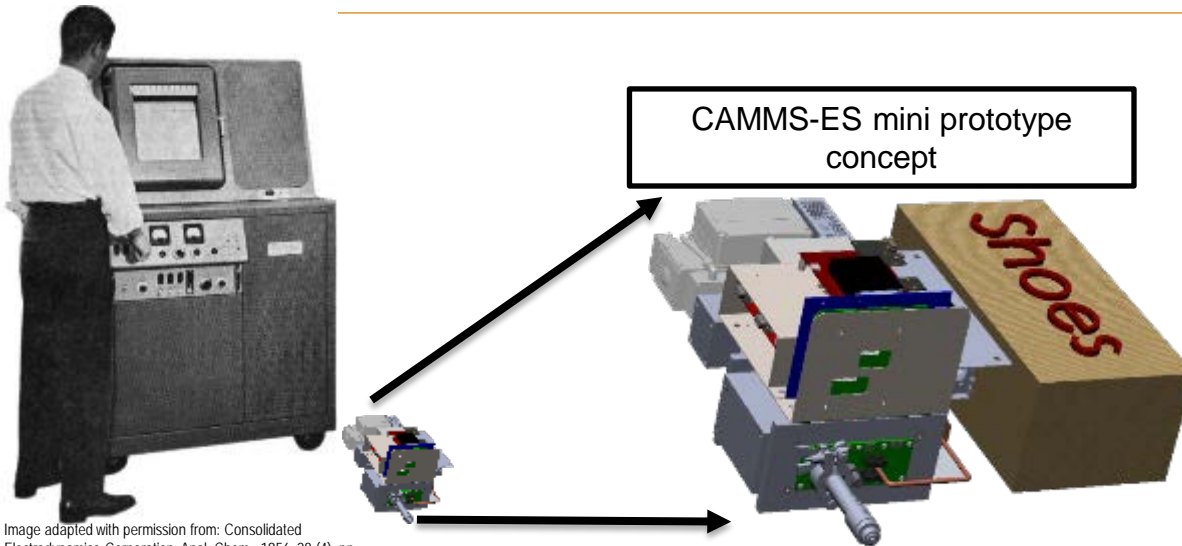 CAMMS-ES mini prototype
concept
shoes
Image adapted with permission from: Consolidated